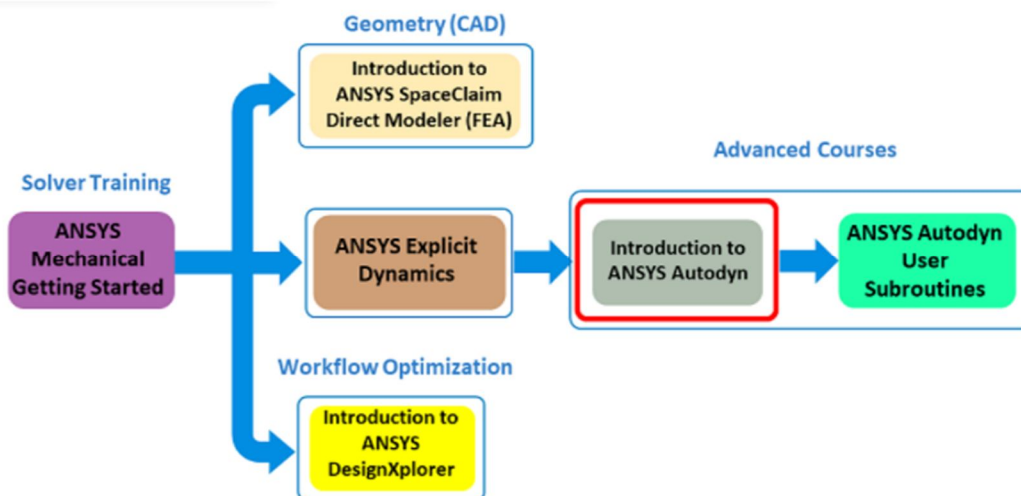 Geometry (CAD)
Introduction to
ANSYS SpaceClaim
Direct Modeler (FEA)
Advanced Courses
Solver Training
ANSYS
Mechanical
Getting Started
ANSYS Explicit
Dynamics
Introduction to
ANSYS Autodyn
ANSYS Autodyn
User
Subroutines
Workflow Optimization
Introduction to
ANSYS
DesignXplorer